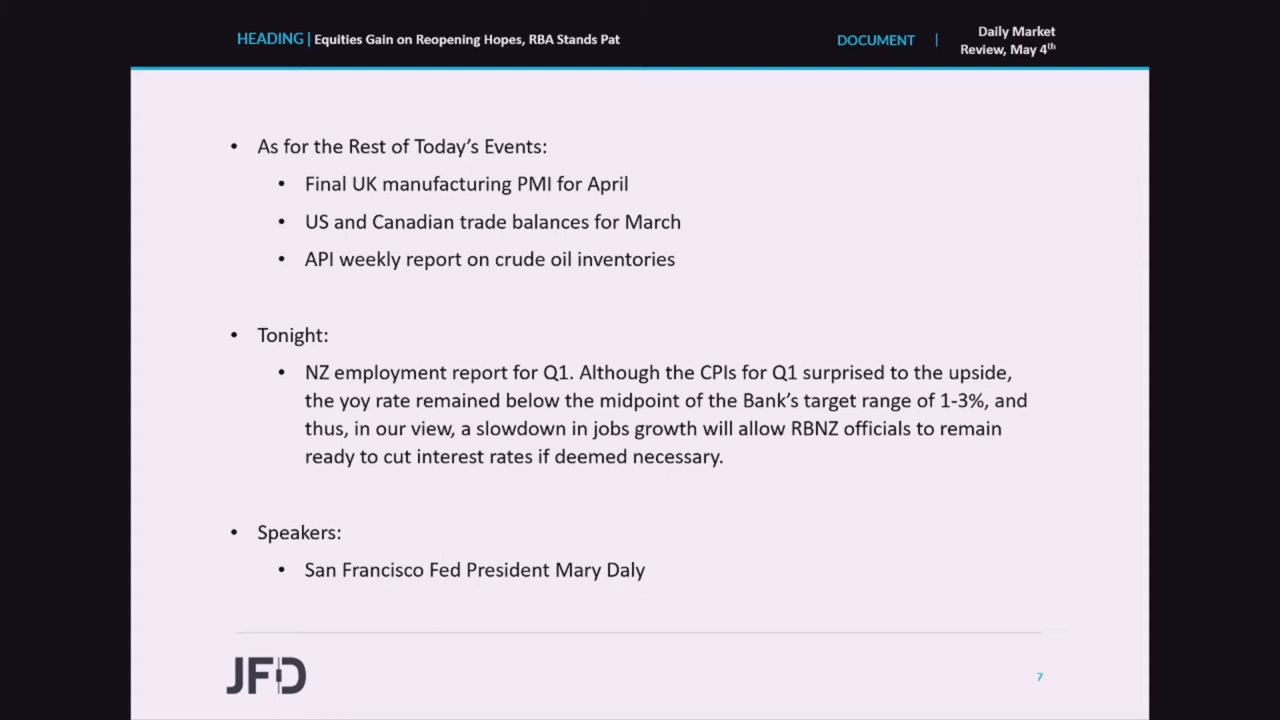 HEADING | Equities Gain on Reopening Hopes, RBA Stands Pat
DOCUMENT |
Daily Market
Review, May 4th
• As for the Rest of Today's Events:
• Final UK manufacturing PMI for April
• US and Canadian trade balances for March
• API weekly report on crude oil inventories
• Tonight:
• NZ employment report for Q1. Although the CPIs for Q1 surprised to the upside,
the yoy rate remained below the midpoint of the Bank's target range of 1-3%, and
thus, in our view, a slowdown in jobs growth will allow RBNZ officials to remain
ready to cut interest rates if deemed necessary.
• Speakers:
• San Francisco Fed President Mary Daly
JFD
7